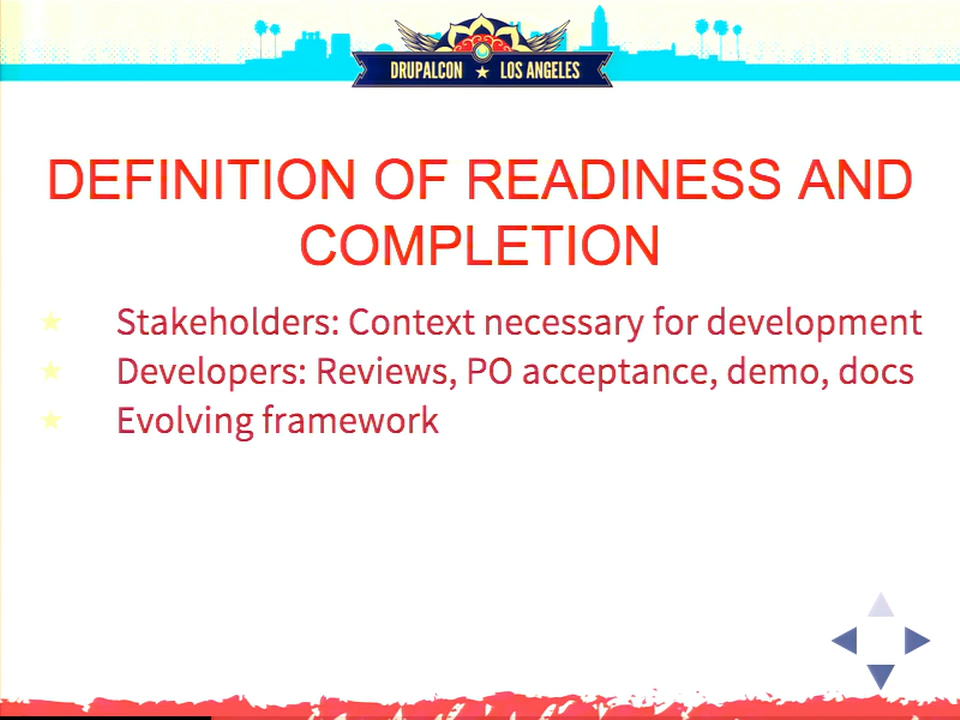 DRUPALCON ★ LOS ANGELES
DEFINITION OF READINESS AND
COMPLETION
★ Stakeholders: Context necessary for development
★ Developers: Reviews, PO acceptance, demo, docs
★ Evolving framework